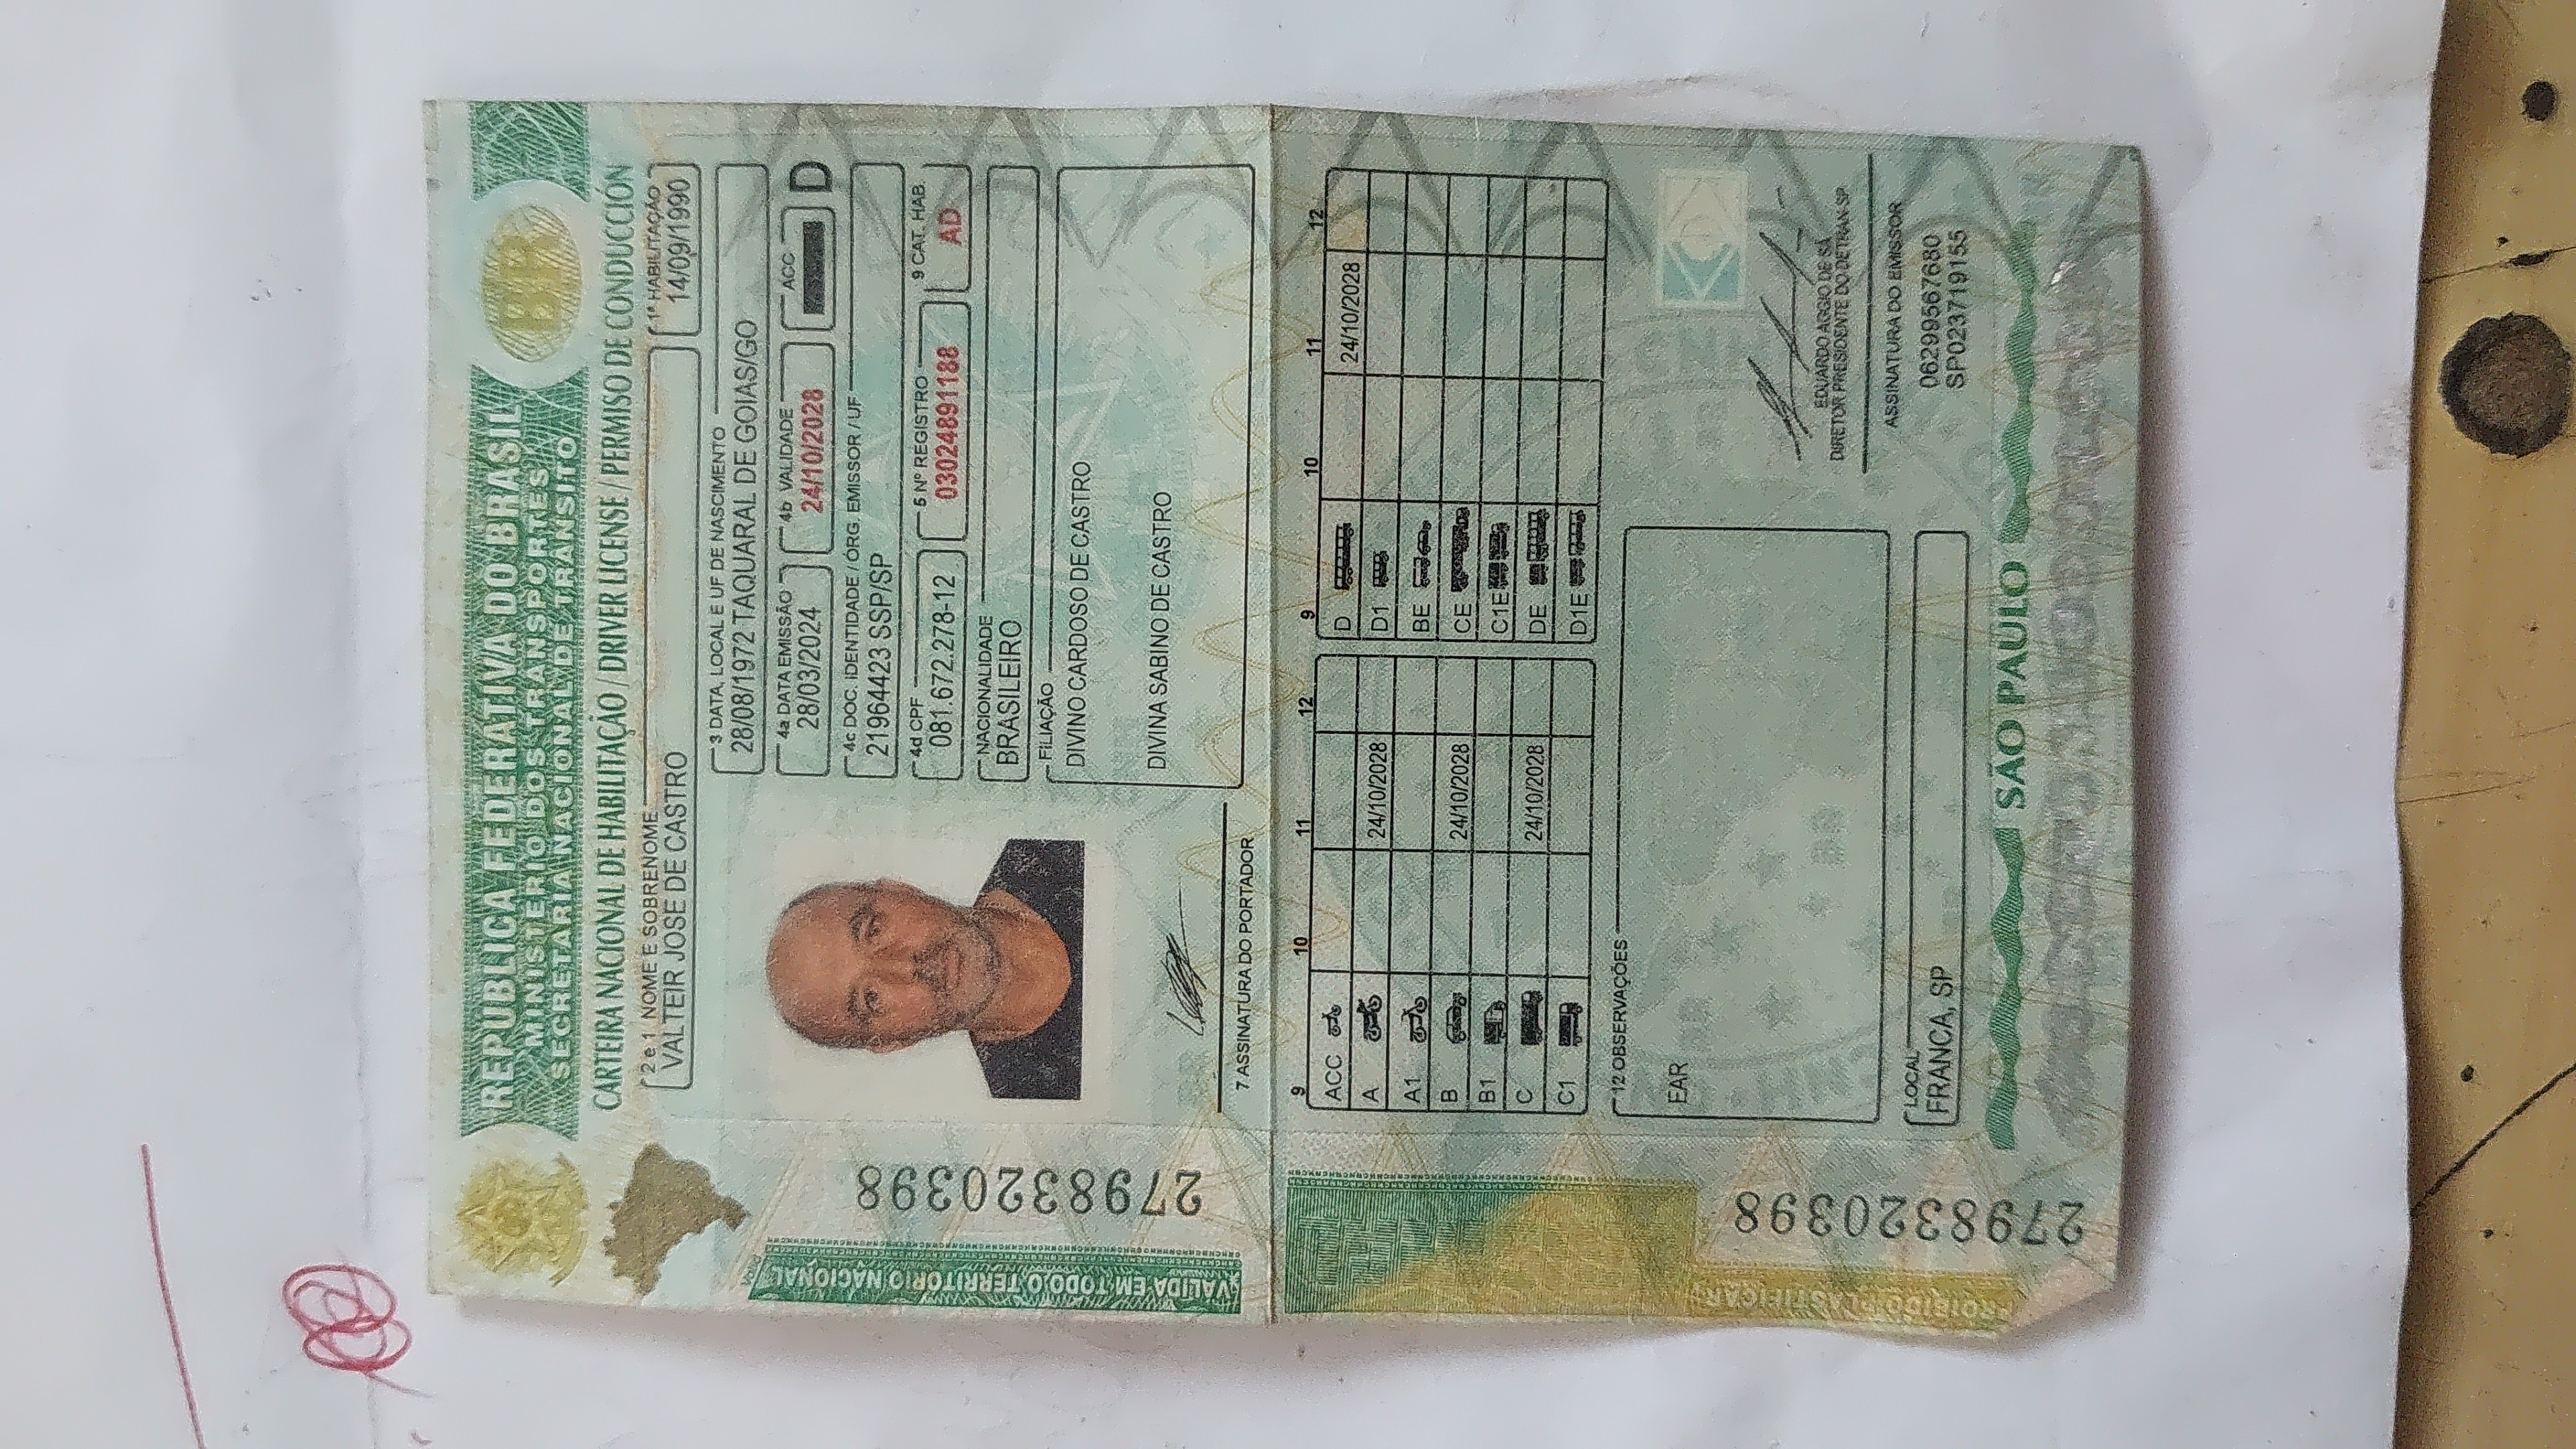 REPÚBLICA FEDERATIVA DO BRASIL
MINISTÉRIO DOS TRANSPORTES
SECRETARIA NACIONAL DE TRÂNSITO
BR
CARTEIRA NACIONAL DE HABILITAÇÃO / DRIVER LICENSE / PERMISO DE CONDUCCIÓN
2 e 1 NOME E SOBRENOME
1ª HABILITAÇÃO
VALTEIR JOSE DE CASTRO
14/09/1990
3 DATA, LOCAL E UF DE NASCIMENTO
28/08/1972 TAQUARAL DE GOIAS/GO
4a DATA EMISSÃO
4b VALIDADE
ACC
28/03/2024
24/10/2028
D
4c DOC. IDENTIDADE / ÓRG. EMISSOR / UF
21964423 SSP/SP
4d CPF
5 Nº REGISTRO
9 CAT. HAB.
081.672.278-12
03024891188
AD
NACIONALIDADE
BRASILEIRO
FILIAÇÃO
DIVINO CARDOSO DE CASTRO
DIVINA SABINO DE CASTRO
7 ASSINATURA DO PORTADOR
2798320398
VÁLIDA EM TODO O TERRITÓRIO NACIONAL
9 10 11 12 9 10 11 12
ACC D 24/10/2028
A 24/10/2028 D1
A1 BE
B 24/10/2028 CE
B1 C1E
C 24/10/2028 DE
C1 D1E
12 OBSERVAÇÕES
EAR
EDUARDO AGGIO DE SÁ
DIRETOR PRESIDENTE DO DETRAN-SP
ASSINATURA DO EMISSOR
LOCAL
FRANCA, SP
06299567680
SP023719155
SÃO PAULO
2798320398
PROIBIDO PLASTIFICAR